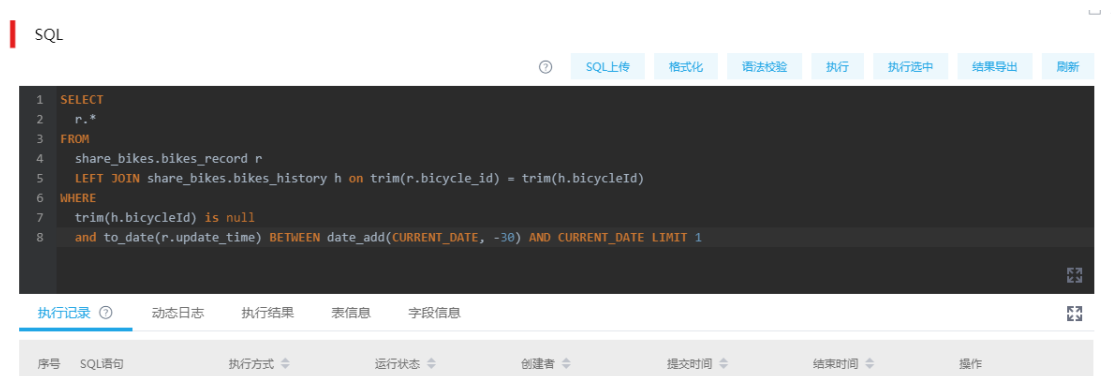 SQL
SQL上传 格式化 语法校验 执行 执行选中 结果导出 刷新
1 SELECT
2 r.*
3 FROM
4 share_bikes.bikes_record r
5 LEFT JOIN share_bikes.bikes_history h on trim(r.bicycle_id) = trim(h.bicycleId)
6 WHERE
7 trim(h.bicycleId) is null
8 and to_date(r.update_time) BETWEEN date_add(CURRENT_DATE, -30) AND CURRENT_DATE LIMIT 1
执行记录 动态日志 执行结果 表信息 字段信息
序号 SQL语句 执行方式 运行状态 创建者 提交时间 结束时间 操作